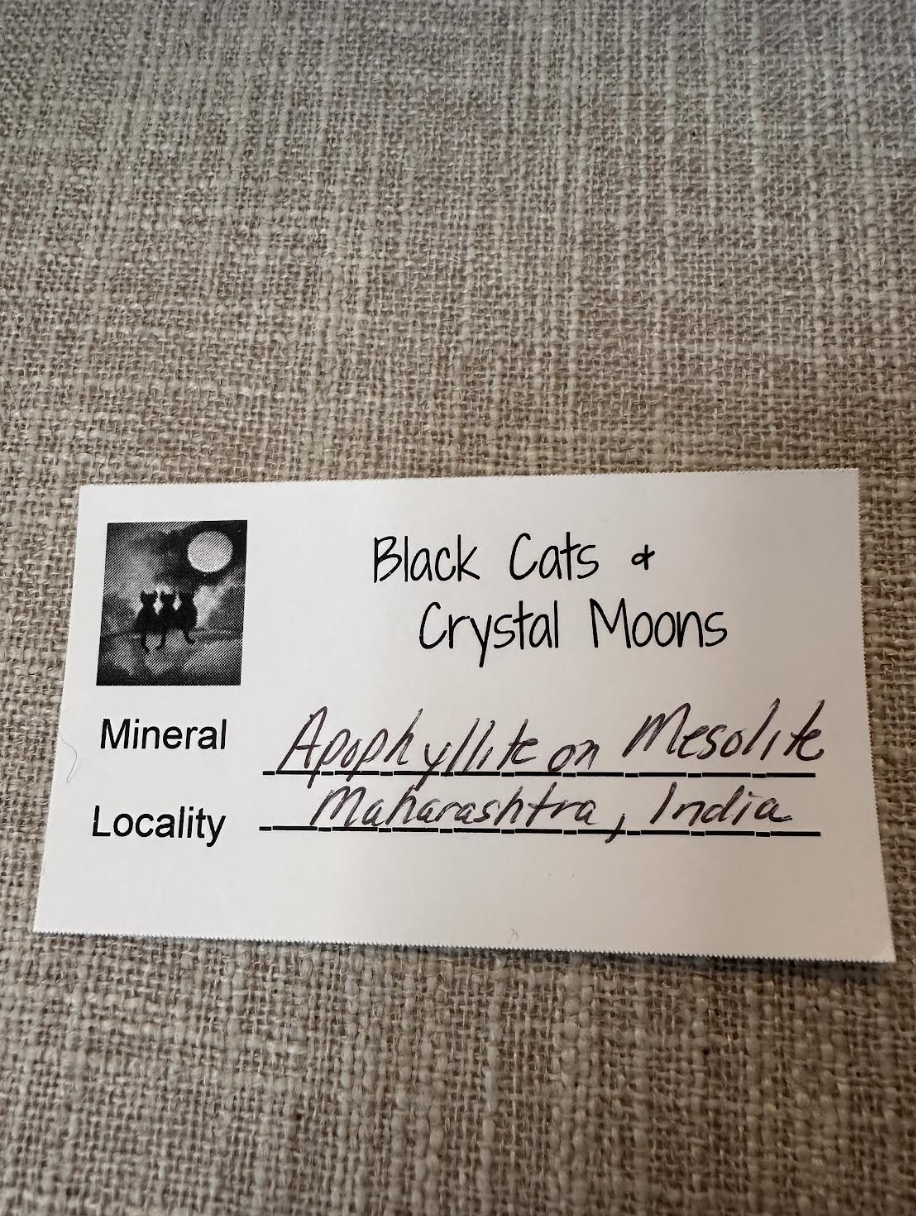 Black Cats &
Crystal Moons
Mineral Apophyllite on Mesolite
Locality Maharashtra, India